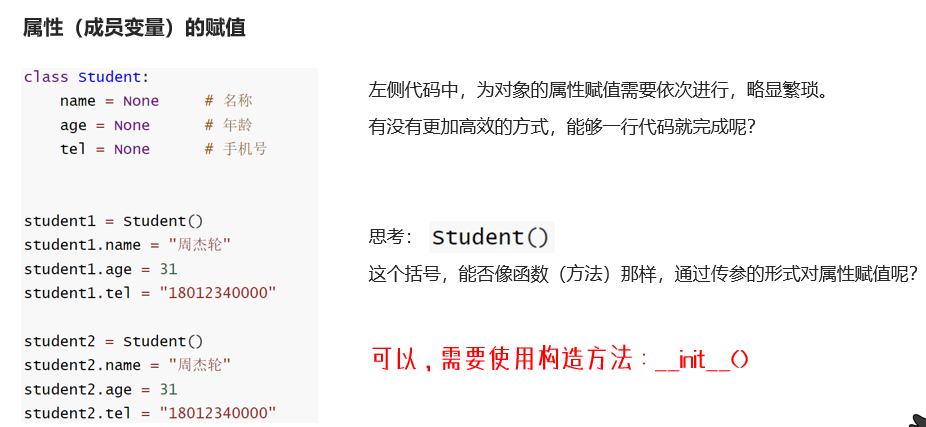 属性（成员变量）的赋值
class Student:
name = None # 名称
age = None # 年龄
tel = None # 手机号
student1 = Student()
student1.name = "周杰轮"
student1.age = 31
student1.tel = "18012340000"
student2 = Student()
student2.name = "周杰轮"
student2.age = 31
student2.tel = "18012340000"
左侧代码中，为对象的属性赋值需要依次进行，略显繁琐。
有没有更加高效的方式，能够一行代码就完成呢？
思考： Student()
这个括号，能否像函数（方法）那样，通过传参的形式对属性赋值呢？
可以，需要使用构造方法：__init__()